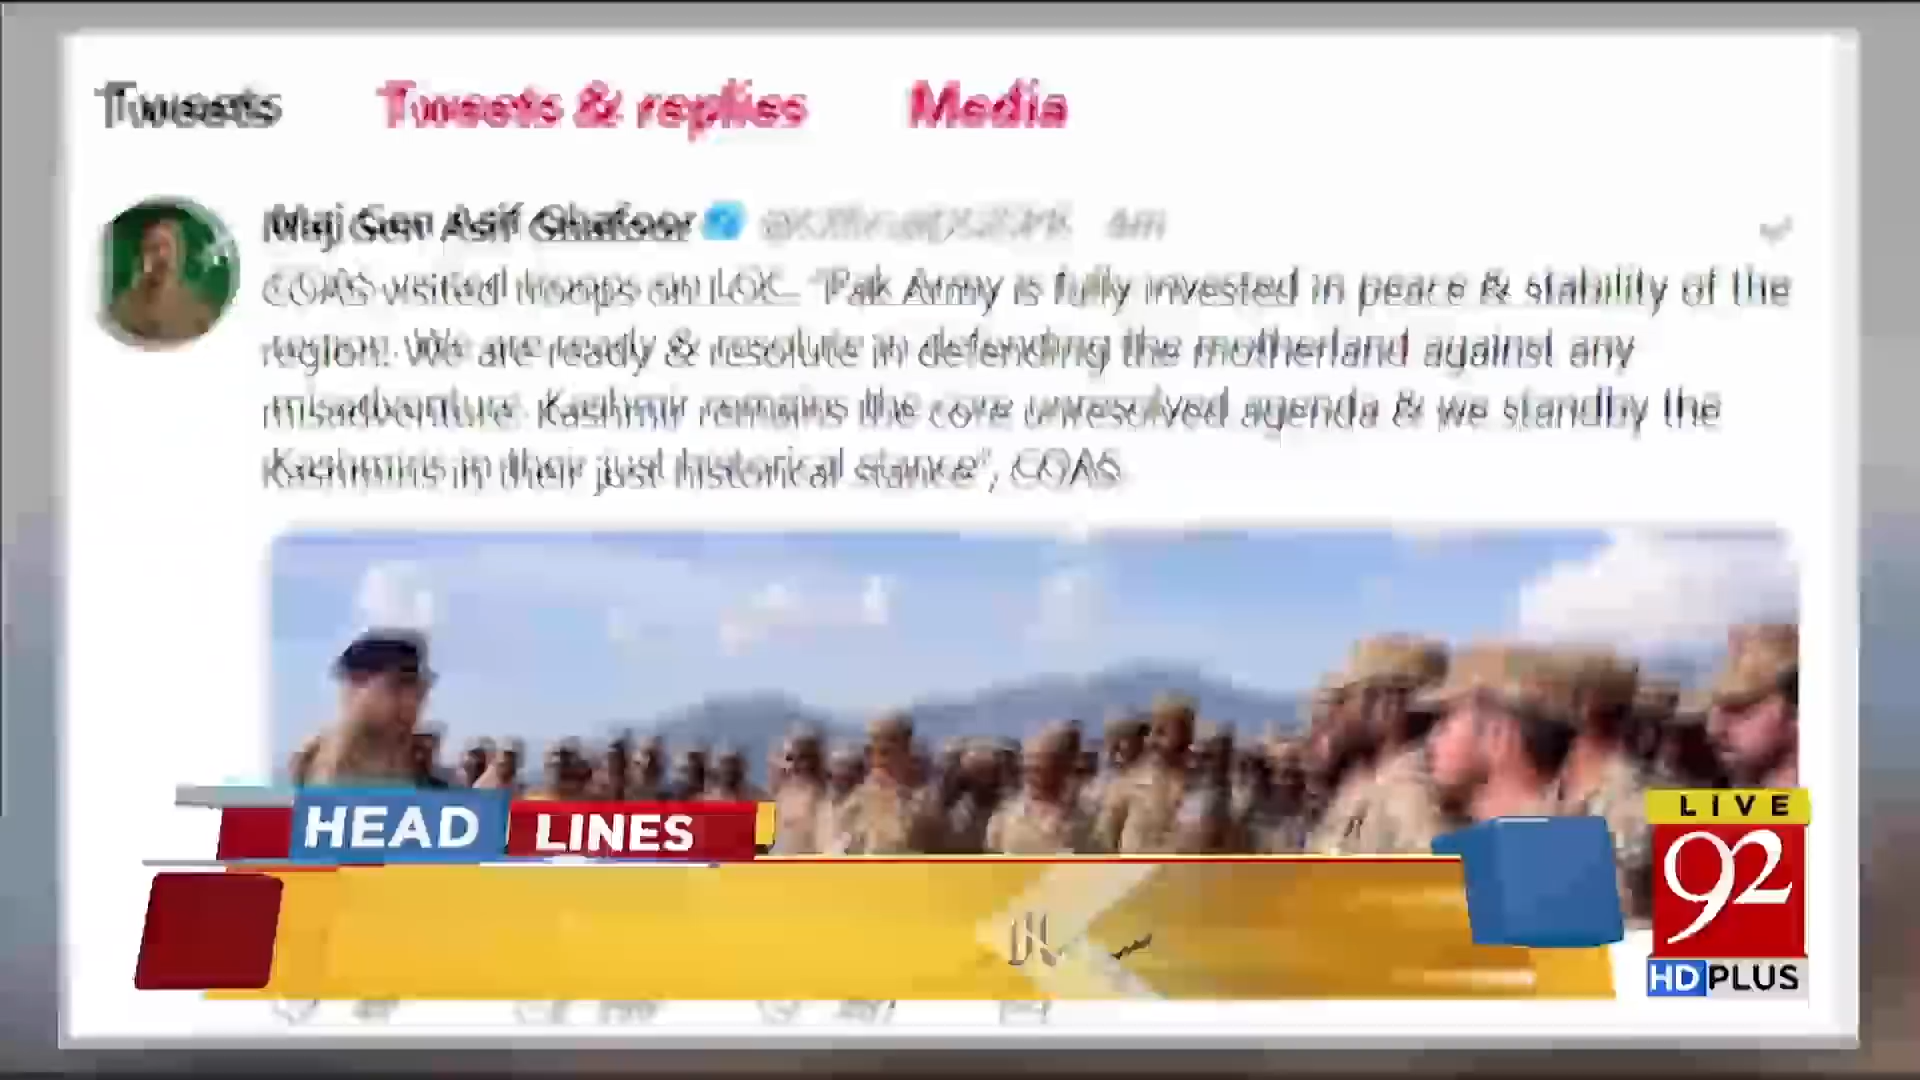 Tweets Tweets & replies Media
Maj Gen Asif Ghafoor
COAS visited troops on LOC. "Pak Army is fully invested in peace & stability of the
region. We are ready & resolute in defending the motherland against any
misadventure. Kashmir remains the core unresolved agenda & we standby the
Kashmiris in their just historical stance", COAS.
HEAD LINES
LIVE
92
HD PLUS